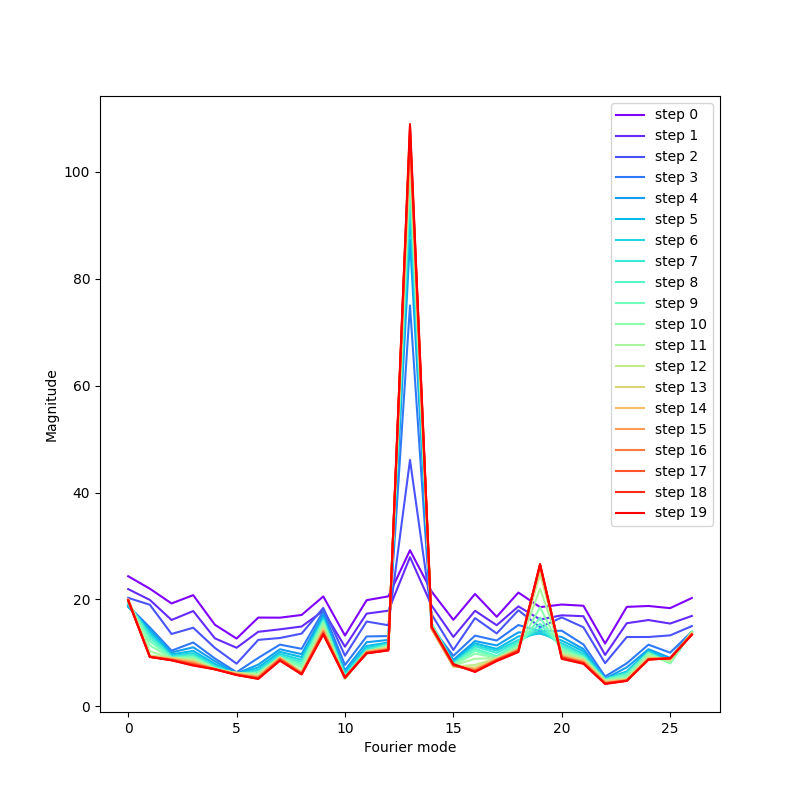 100
80
60
40
20
0
Magnitude
0 5 10 15 20 25
Fourier mode
step 0
step 1
step 2
step 3
step 4
step 5
step 6
step 7
step 8
step 9
step 10
step 11
step 12
step 13
step 14
step 15
step 16
step 17
step 18
step 19